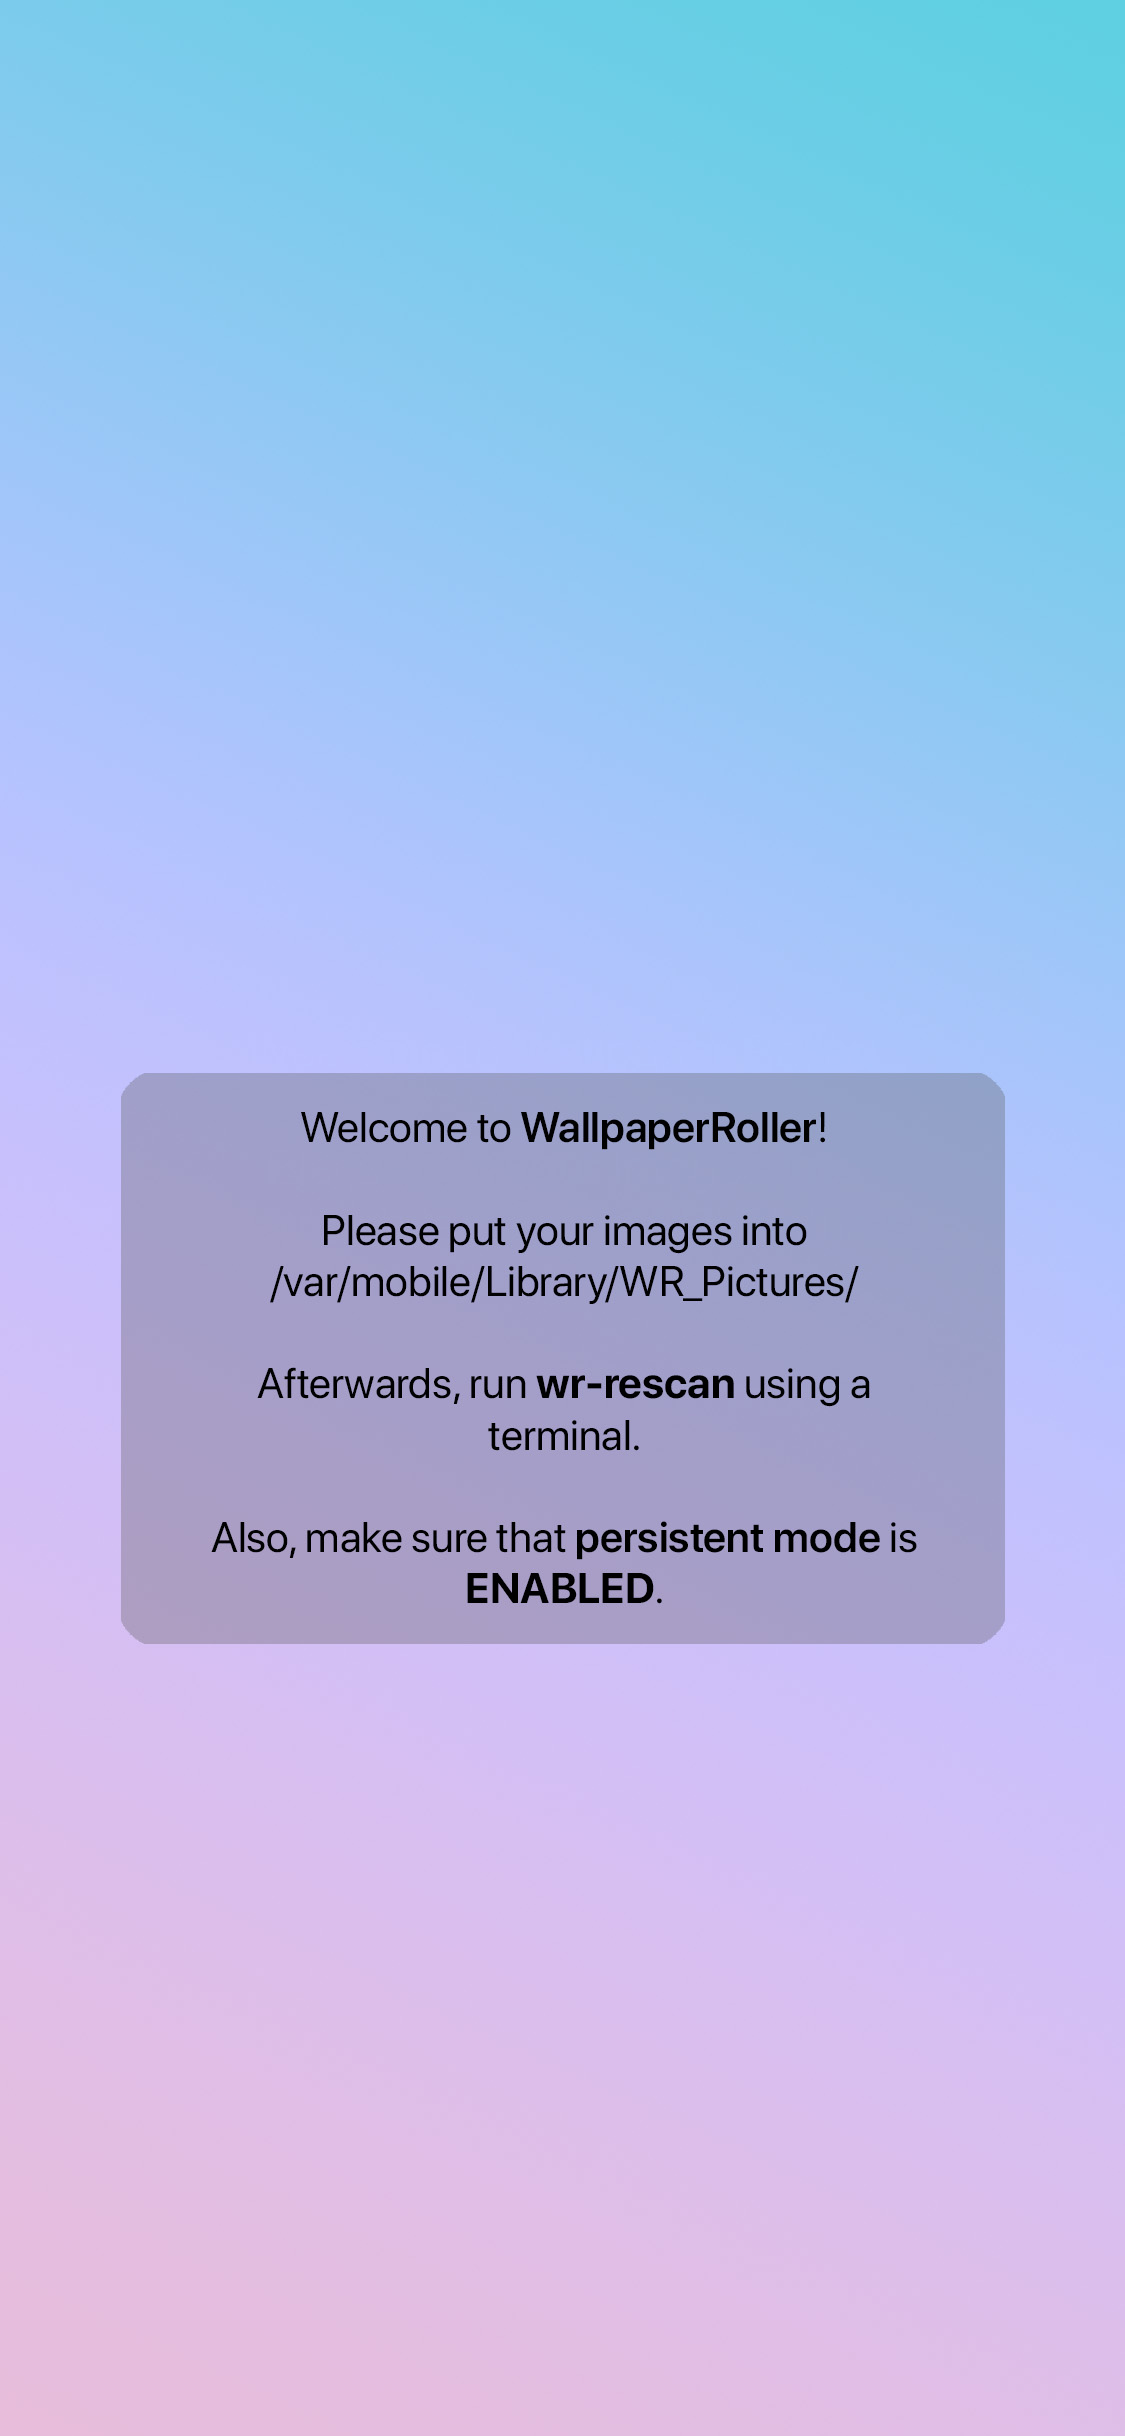 Welcome to WallpaperRoller!
Please put your images into
/var/mobile/Library/WR_Pictures/
Afterwards, run wr-rescan using a
terminal.
Also, make sure that persistent mode is
ENABLED.